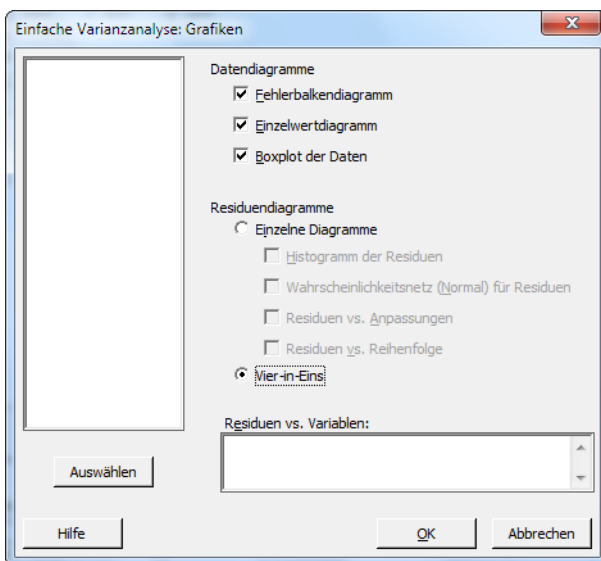 Einfache Varianzanalyse: Grafiken
Datendiagramme
Fehlerbalkendiagramm
Einzelwertdiagramm
Boxplot der Daten
Residuendiagramme
Einzelne Diagramme
Histogramm der Residuen
Wahrscheinlichkeitsnetz (Normal) für Residuen
Residuen vs. Anpassungen
Residuen vs. Reihenfolge
Vier-in-Eins
Residuen vs. Variablen:
Auswählen
Hilfe
OK
Abbrechen